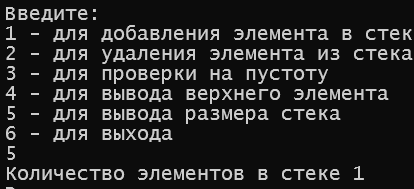 Введите:
1 - для добавления элемента в стек
2 - для удаления элемента из стека
3 - для проверки на пустоту
4 - для вывода верхнего элемента
5 - для вывода размера стека
6 - для выхода
5
Количество элементов в стеке 1